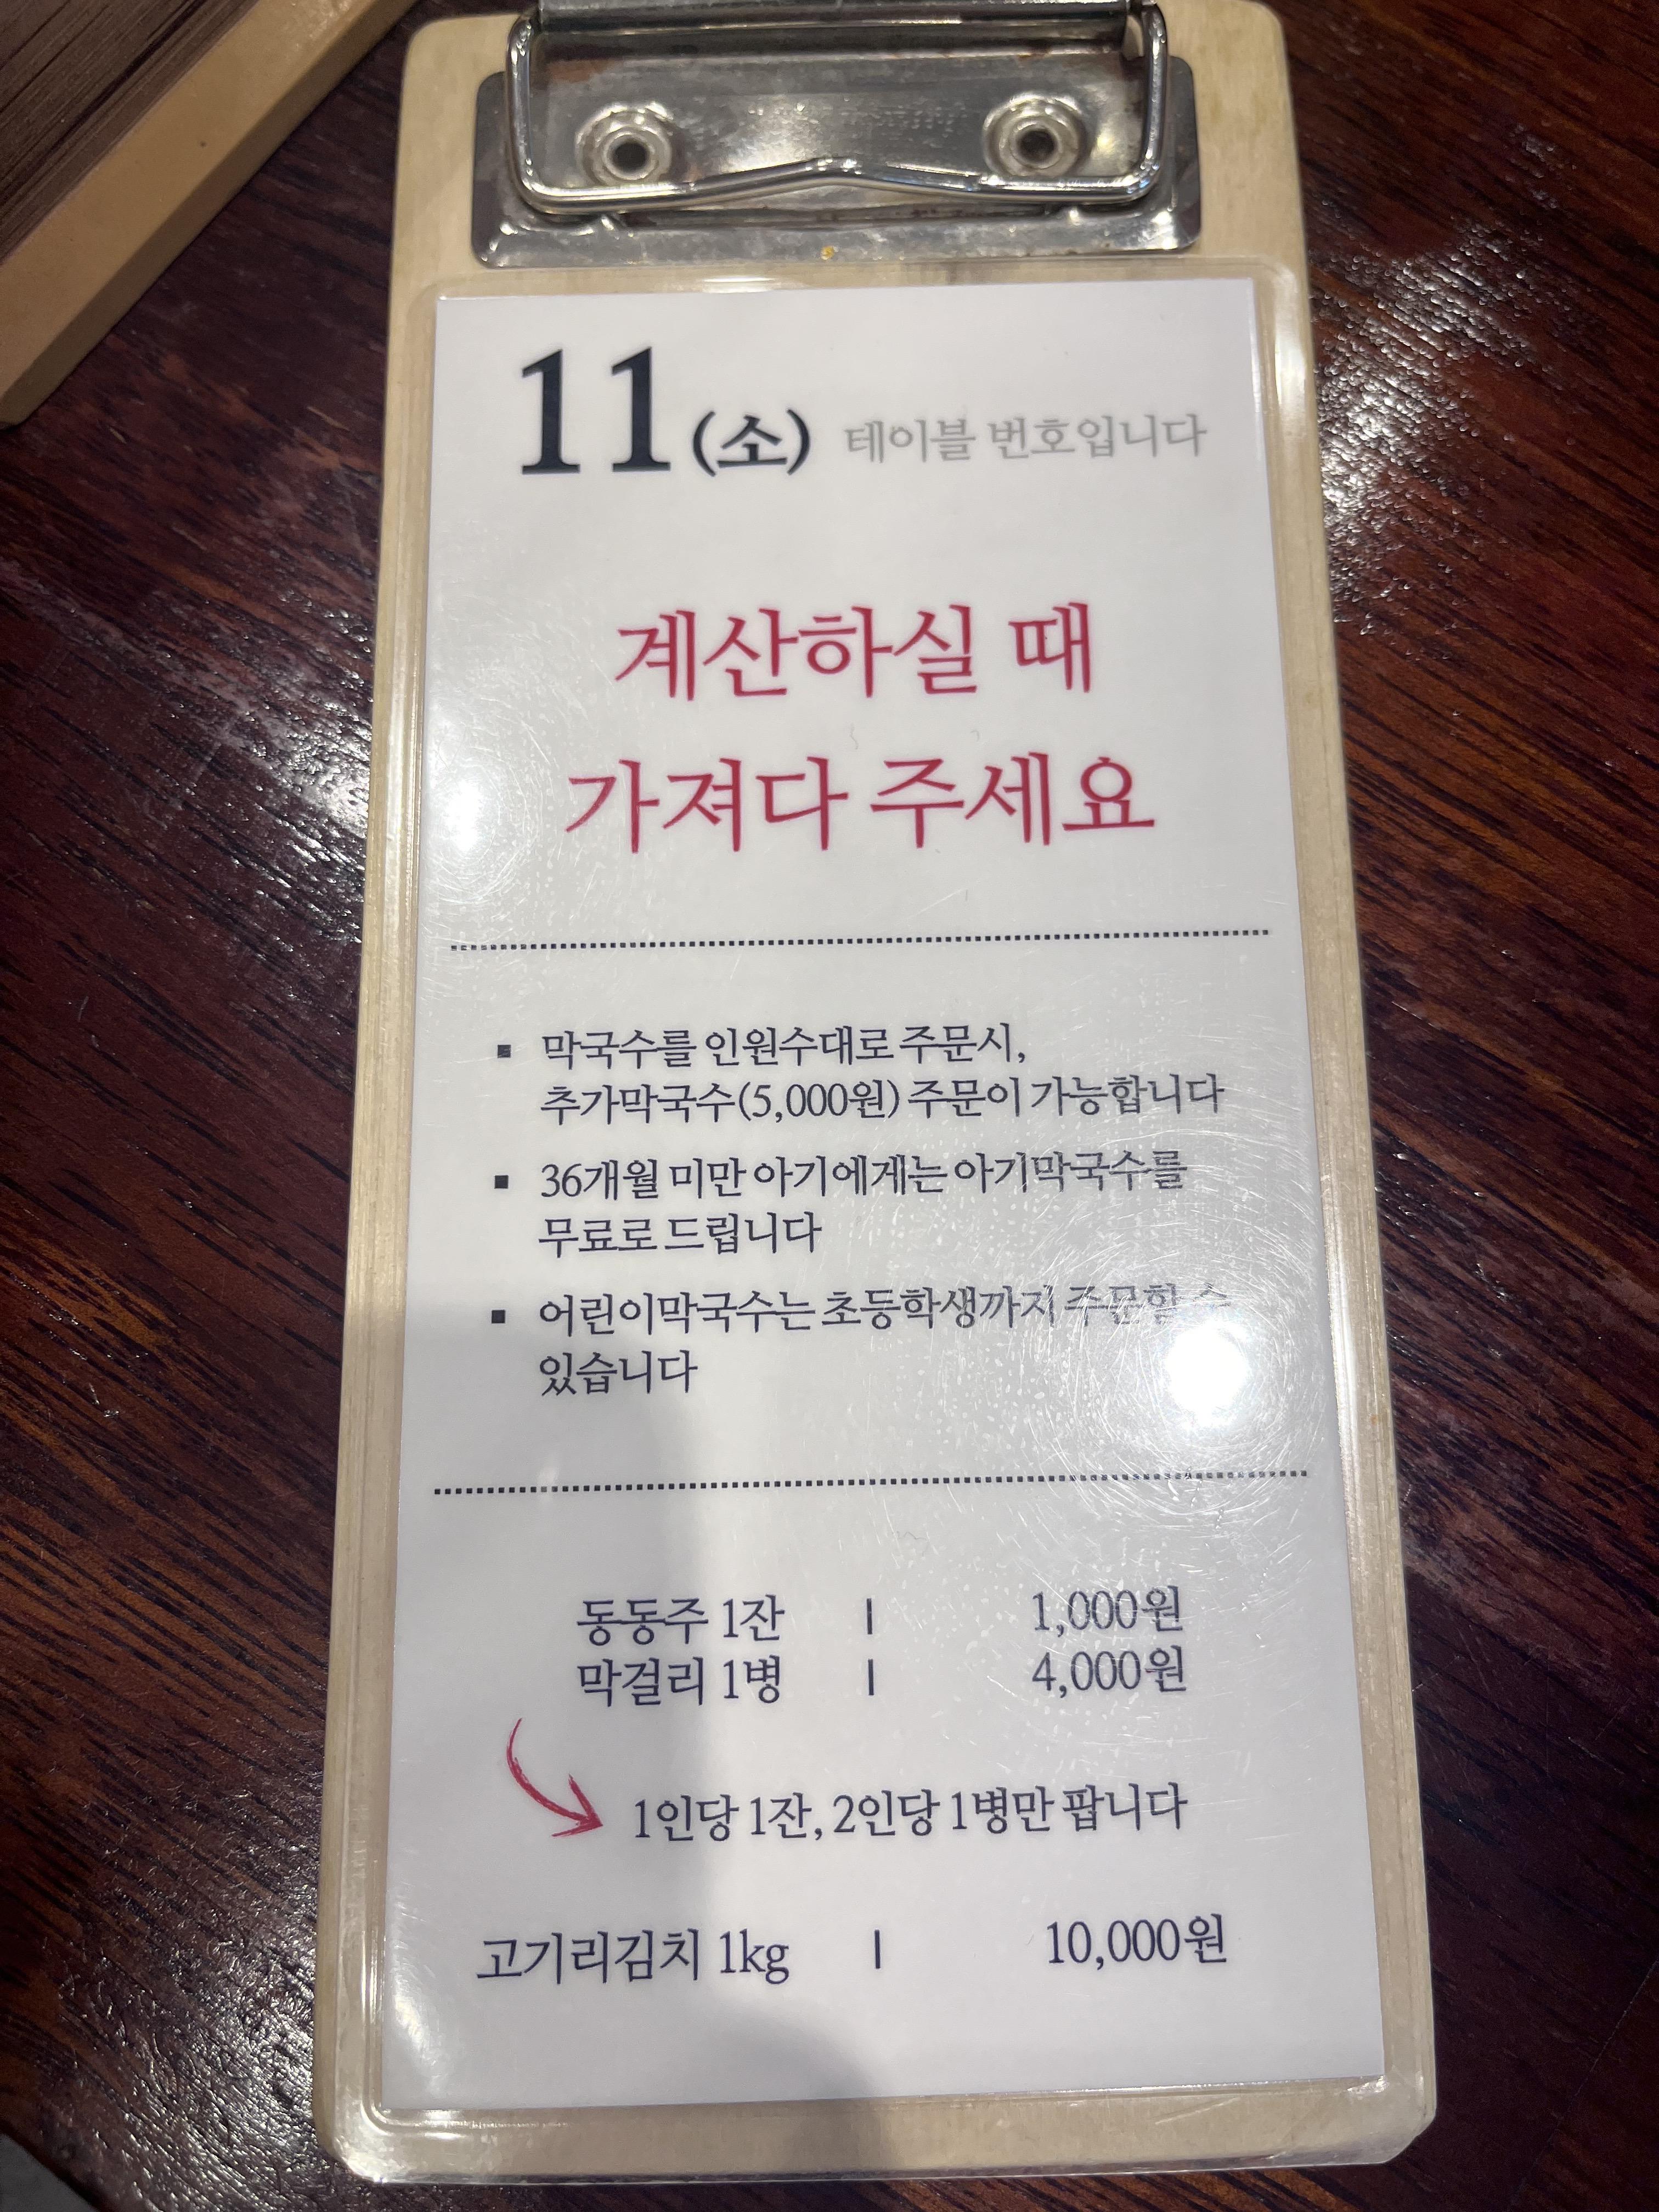 11 (소) 테이블 번호입니다
계산하실 때
가져다 주세요
▪ 막국수를 인원수대로 주문시,
추가막국수(5,000원) 주문이 가능합니다
▪ 36개월 미만 아기에게는 아기막국수를
무료로 드립니다
▪ 어린이막국수는 초등학생까지 주문할 수
있습니다
동동주 1잔 | 1,000원
막걸리 1병 | 4,000원
1인당 1잔, 2인당 1병만 팝니다
고기리김치 1kg | 10,000원